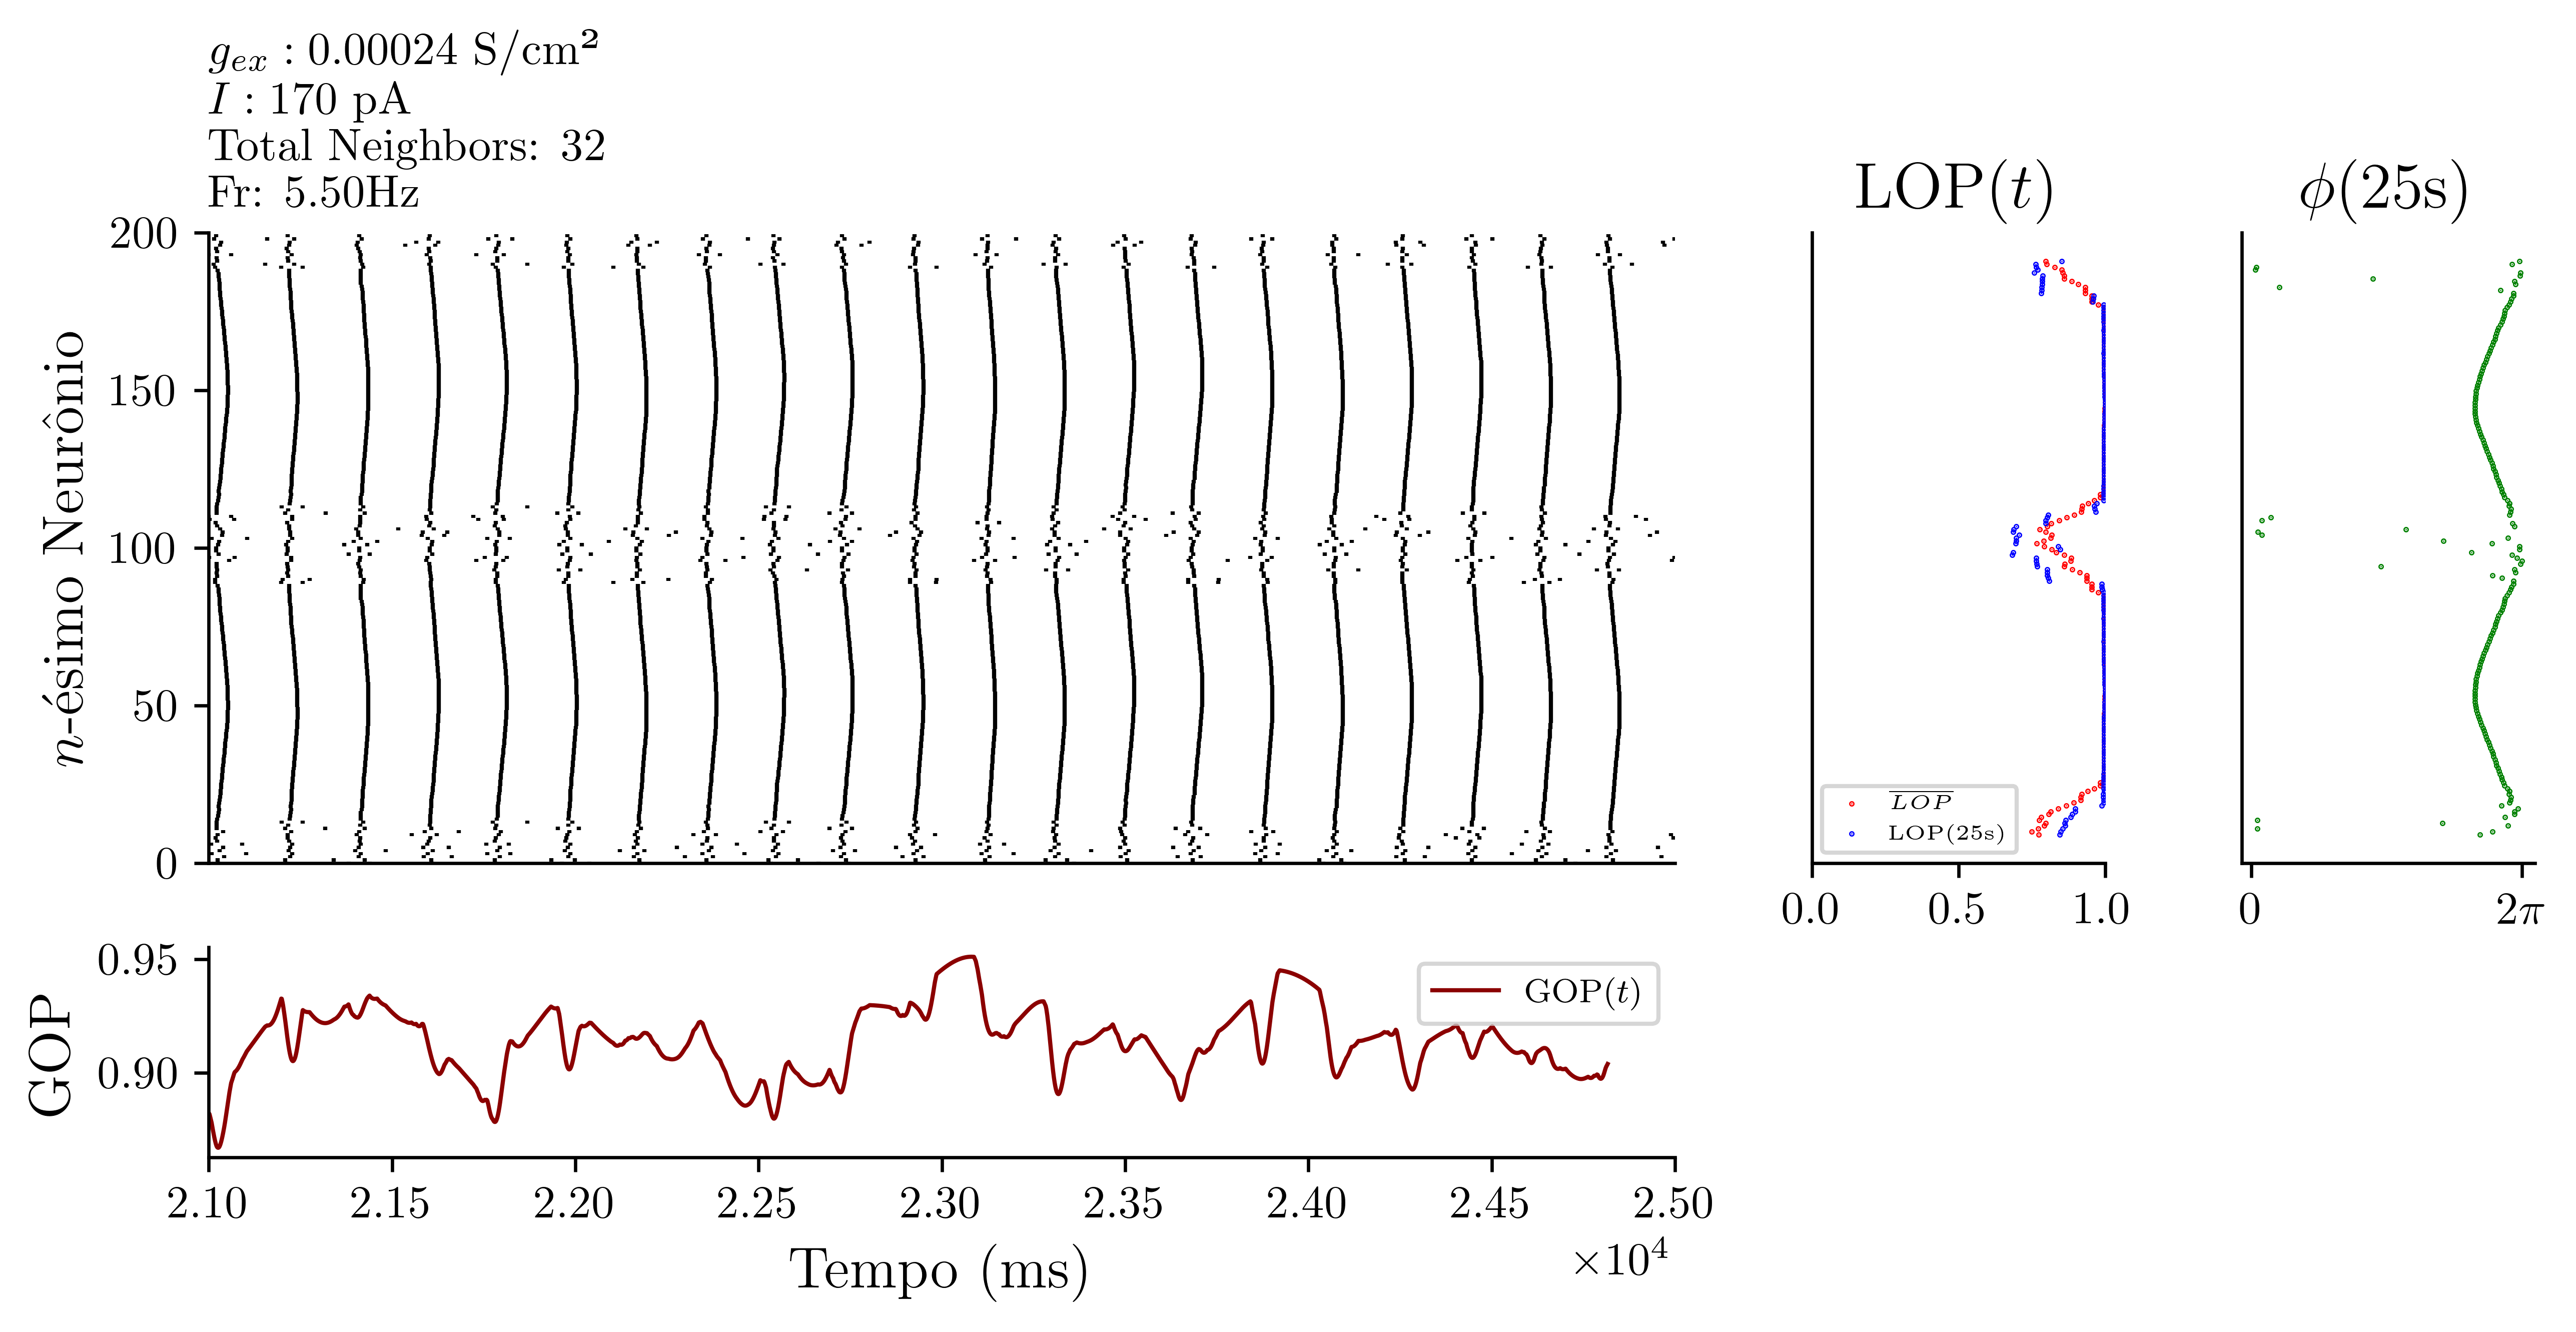 g_ex : 0.00024 S/cm²
I : 170 pA
Total Neighbors: 32
Fr: 5.50Hz
n-ésimo Neurônio
200
150
100
50
0
LOP(t)
LOP
LOP(25s)
0.0 0.5 1.0
ϕ(25s)
0 2π
GOP
0.95
0.90
GOP(t)
2.10 2.15 2.20 2.25 2.30 2.35 2.40 2.45 2.50
Tempo (ms)
×10⁴